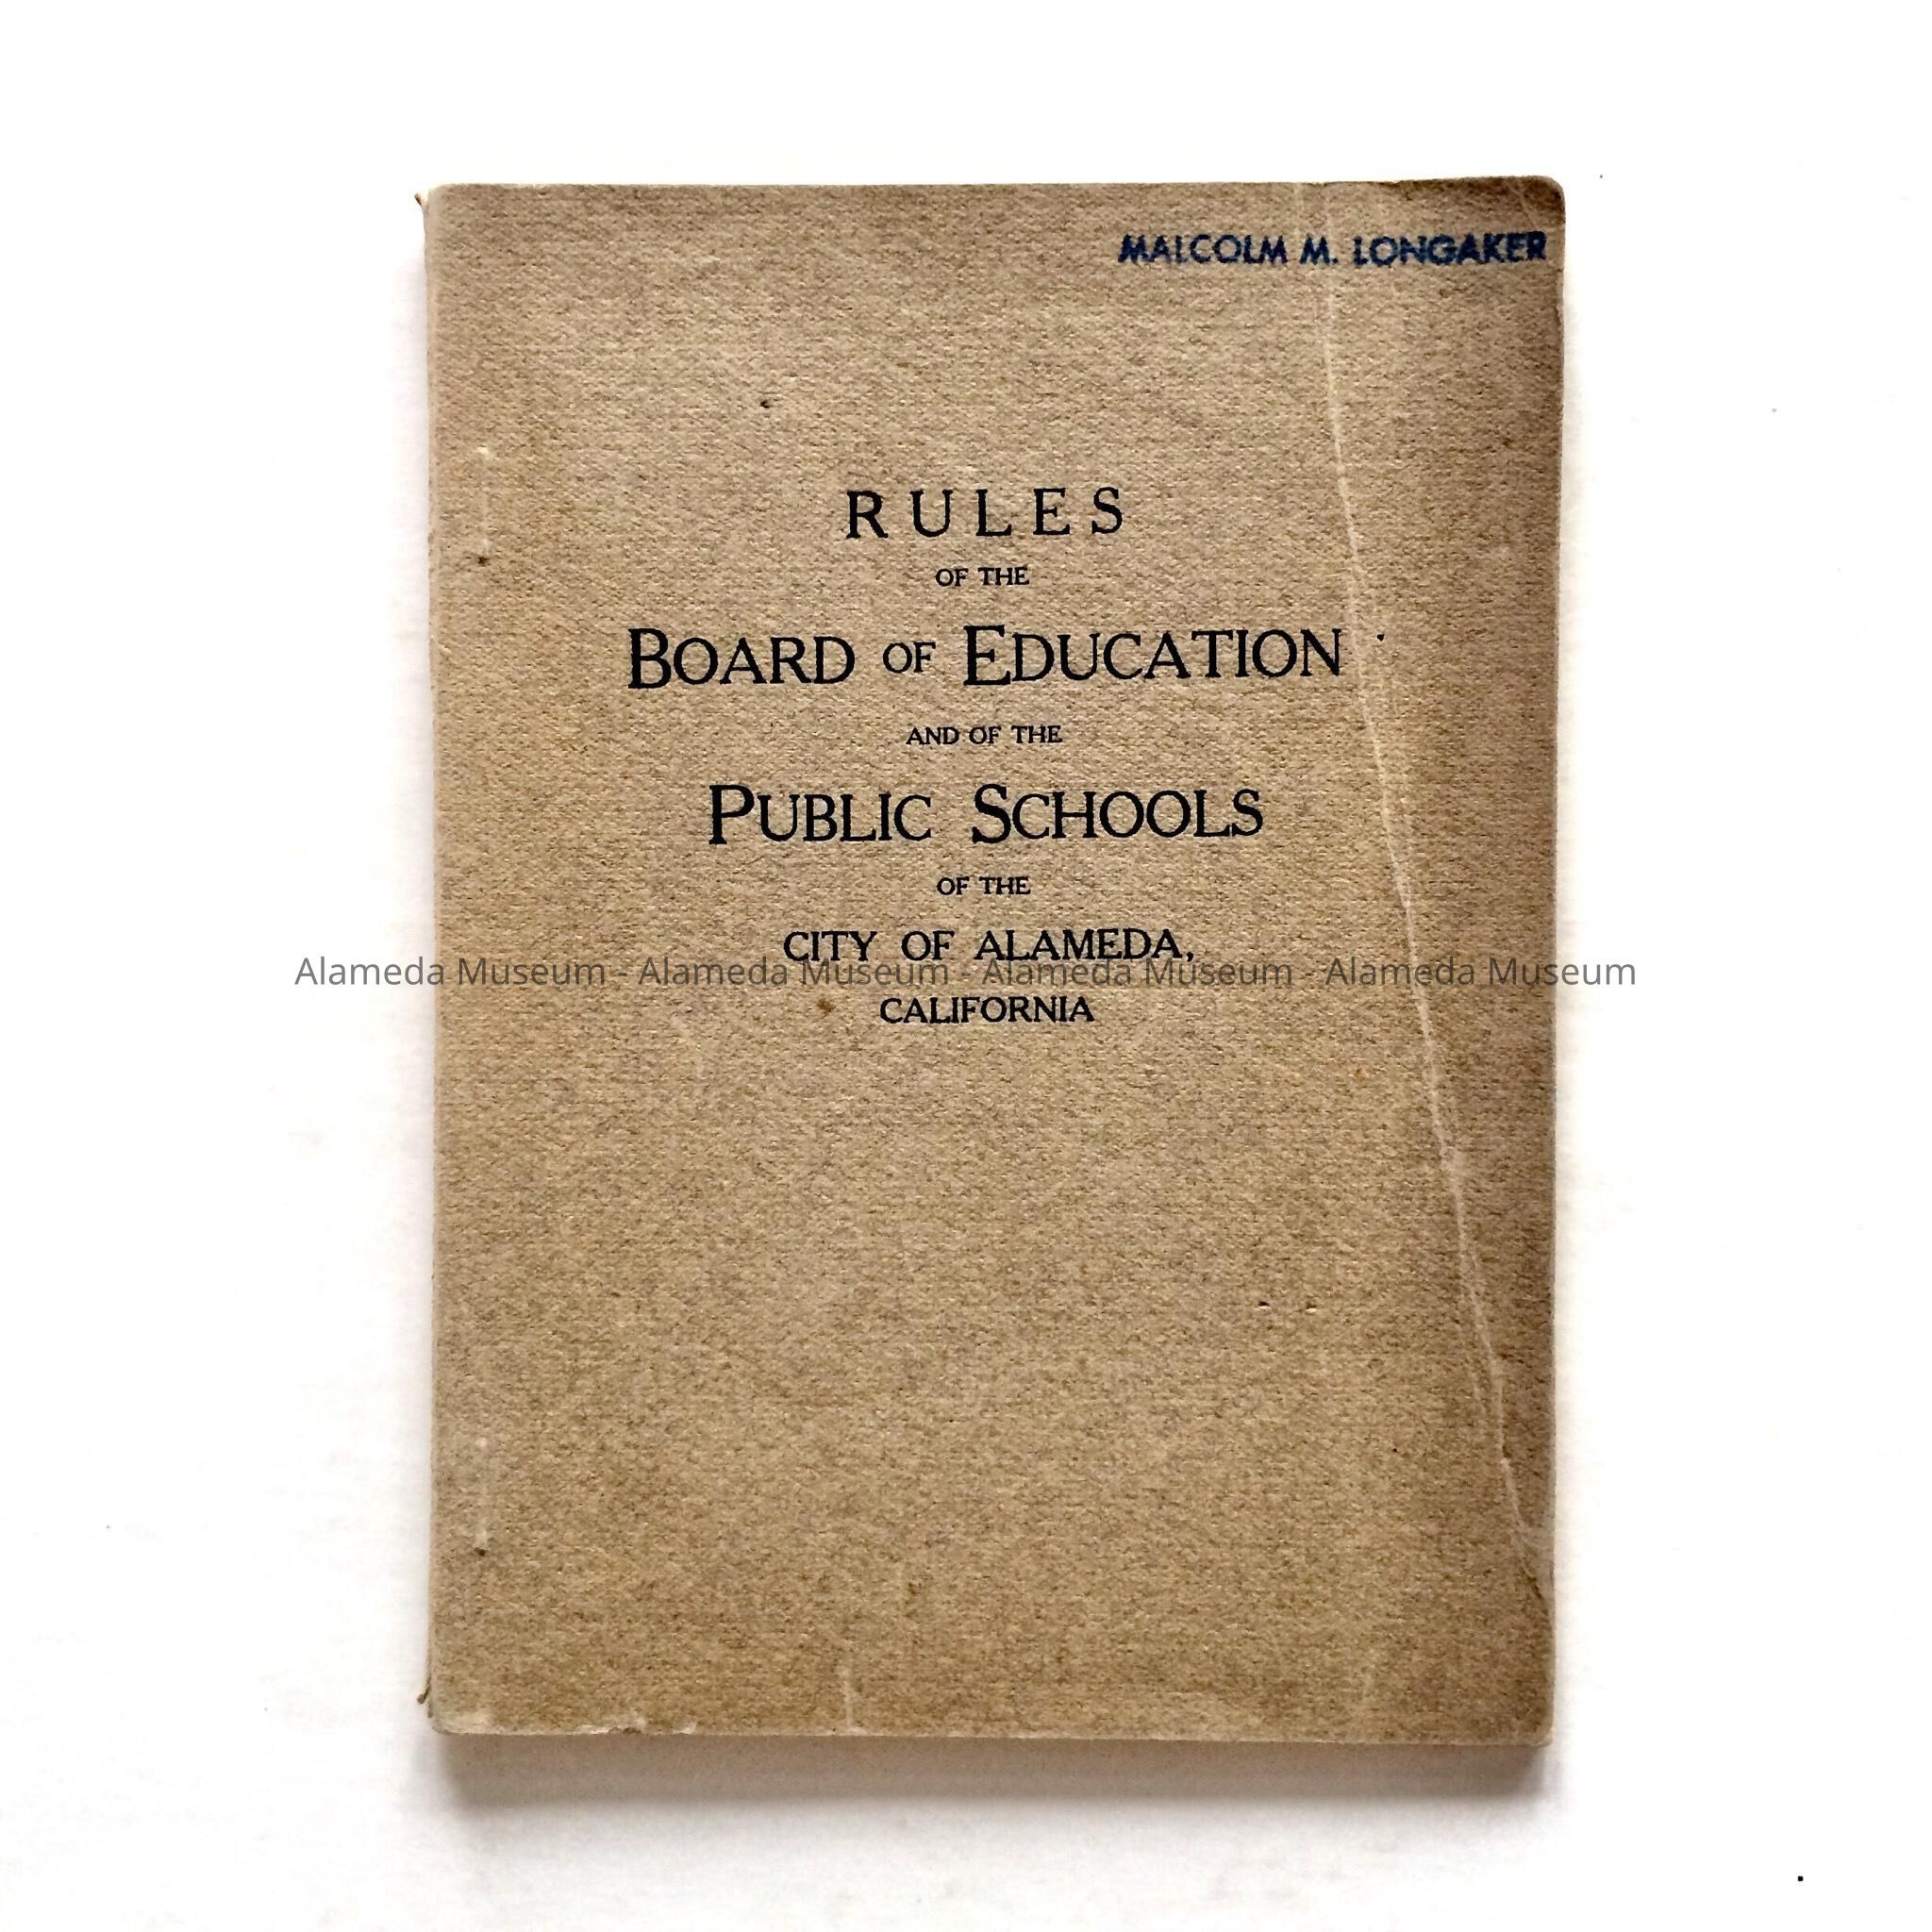 MALCOLM M. LONGAKER
RULES
OF THE
BOARD OF EDUCATION
AND OF THE
PUBLIC SCHOOLS
OF THE
CITY OF ALAMEDA,
Alameda Museum - Alameda Museum - Alameda Museum - Alameda Museum
CALIFORNIA